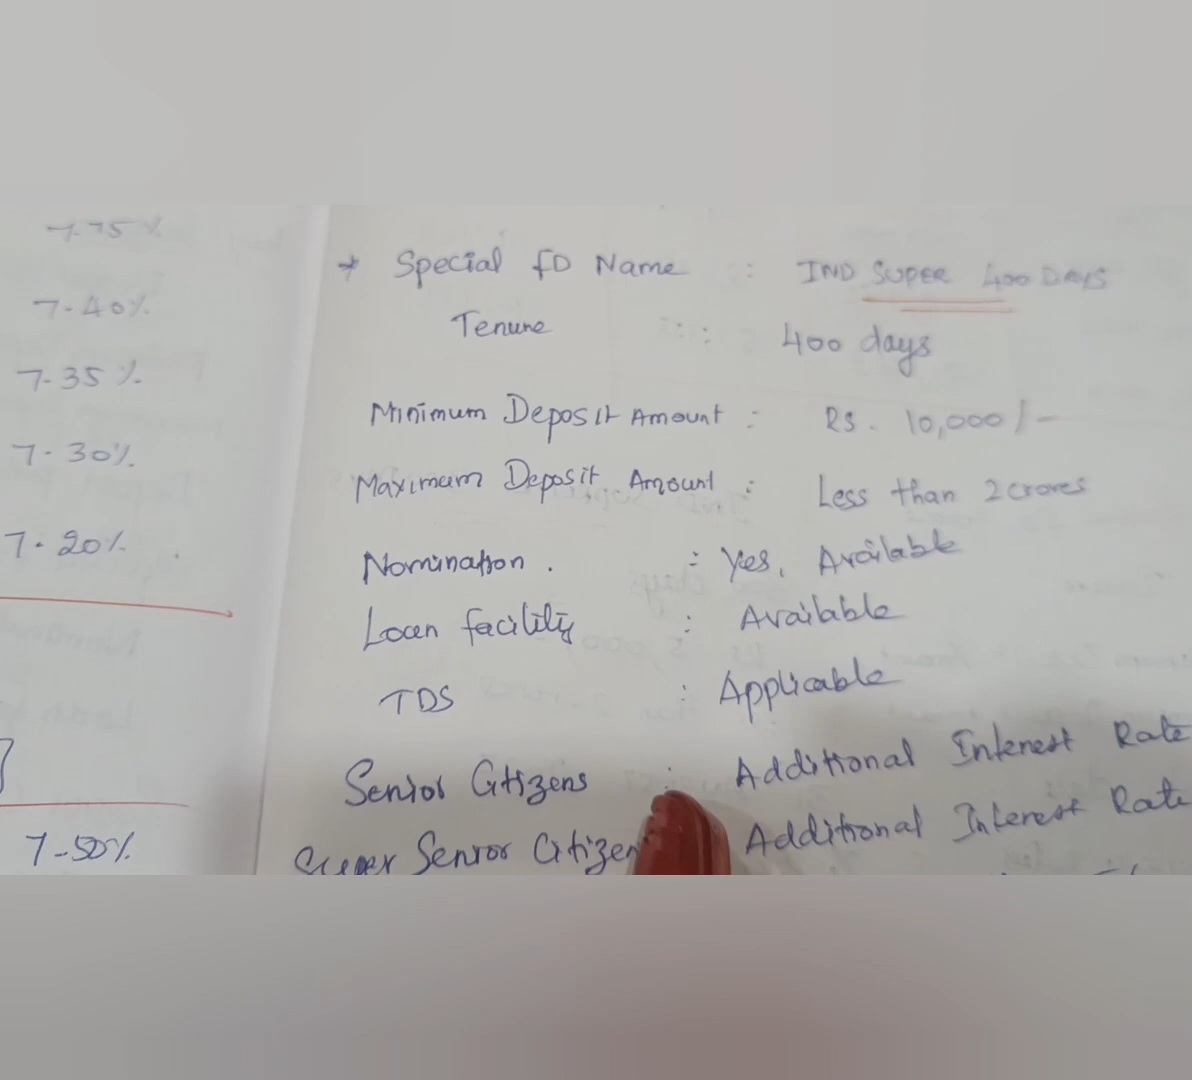 7.75%
7.40%
7.35%
7.30%
7.20%
7.50%
* Special FD Name : IND SUPER 400 DAYS
Tenure : 400 days
Minimum Deposit Amount : RS. 10,000/-
Maximum Deposit Amount : Less than 2 crores
Nomination. : Yes, Available
Loan facility : Available
TDS : Applicable
Senior Citizens : Additional Interest Rate
Super Senior Citizen Additional Interest Rate